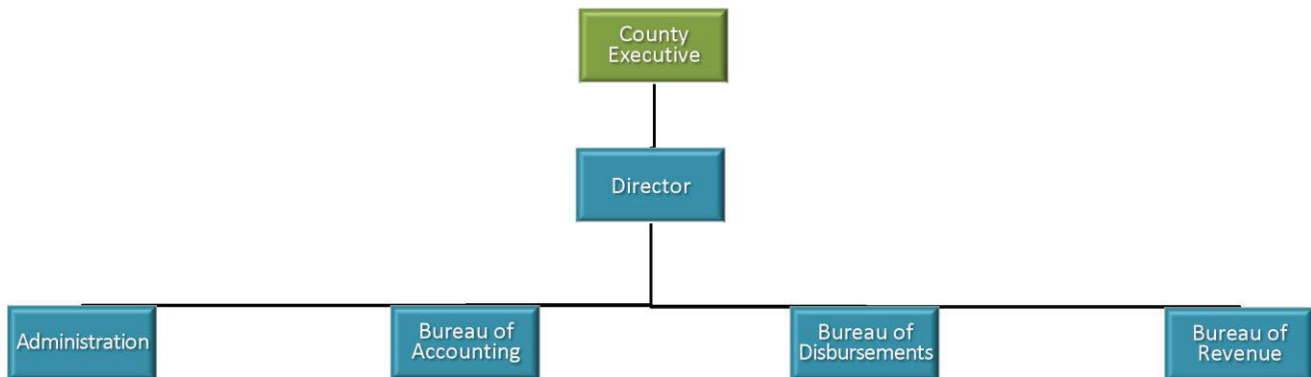 County
Executive
Director
Administration
Bureau of
Accounting
Bureau of
Disbursements
Bureau of
Revenue